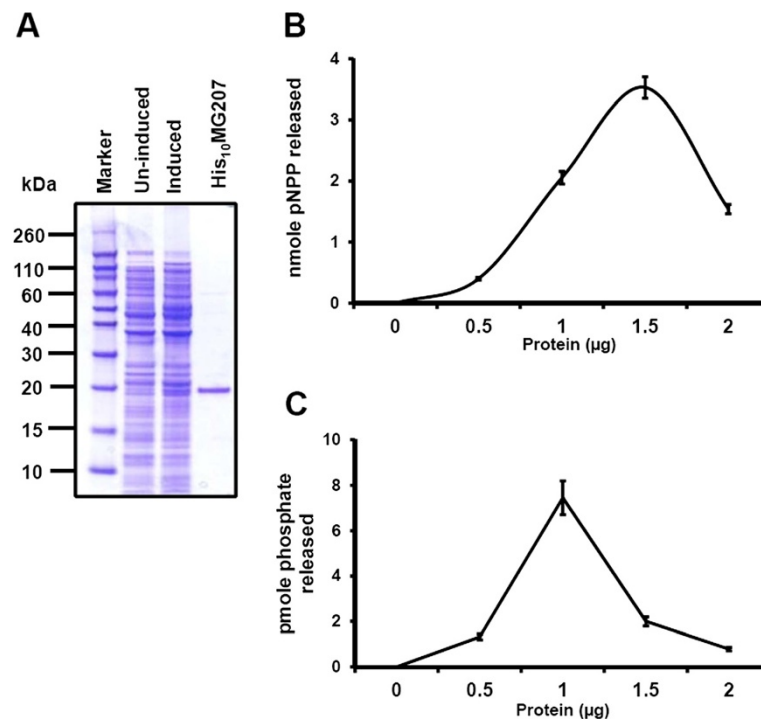 A
kDa
Marker
Un-induced
Induced
His₁₀MG207
260
110
60
40
30
20
15
10
B
nmole pNPP released
4
3
2
1
0
0 0.5 1 1.5 2
Protein (µg)
C
pmole phosphate
released
10
8
6
4
2
0
0 0.5 1 1.5 2
Protein (µg)